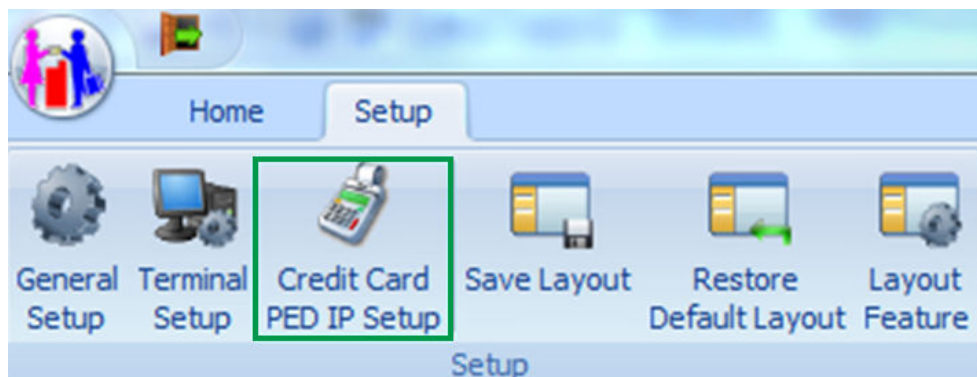 Home Setup
General Setup
Terminal Setup
Credit Card PED IP Setup
Save Layout
Restore Default Layout
Layout Feature
Setup